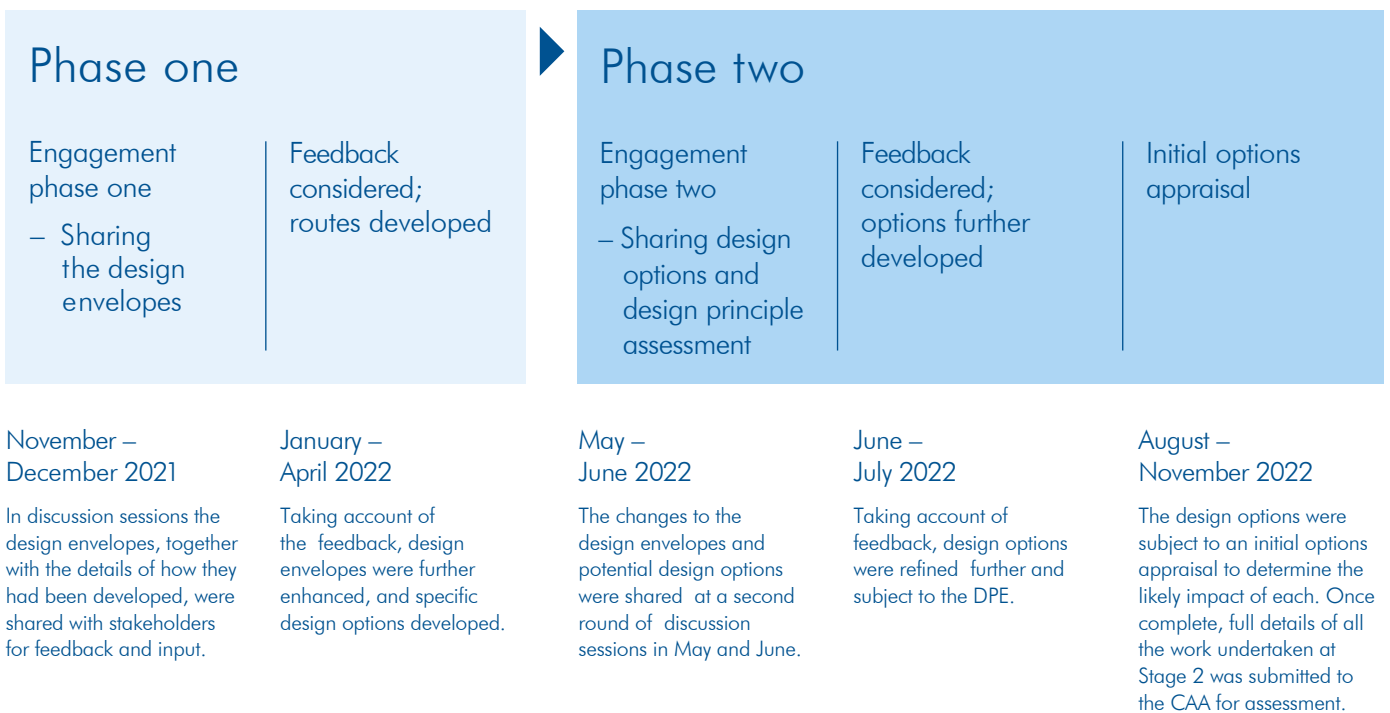 Phase one
Engagement
phase one
– Sharing
the design
envelopes
Feedback
considered;
routes developed
Phase two
Engagement
phase two
– Sharing design
options and
design principle
assessment
Feedback
considered;
options further
developed
Initial options
appraisal
November –
December 2021
In discussion sessions the
design envelopes, together
with the details of how they
had been developed, were
shared with stakeholders
for feedback and input.
January –
April 2022
Taking account of
the feedback, design
envelopes were further
enhanced, and specific
design options developed.
May –
June 2022
The changes to the
design envelopes and
potential design options
were shared at a second
round of discussion
sessions in May and June.
June –
July 2022
Taking account of
feedback, design options
were refined further and
subject to the DPE.
August –
November 2022
The design options were
subject to an initial options
appraisal to determine the
likely impact of each. Once
complete, full details of all
the work undertaken at
Stage 2 was submitted to
the CAA for assessment.